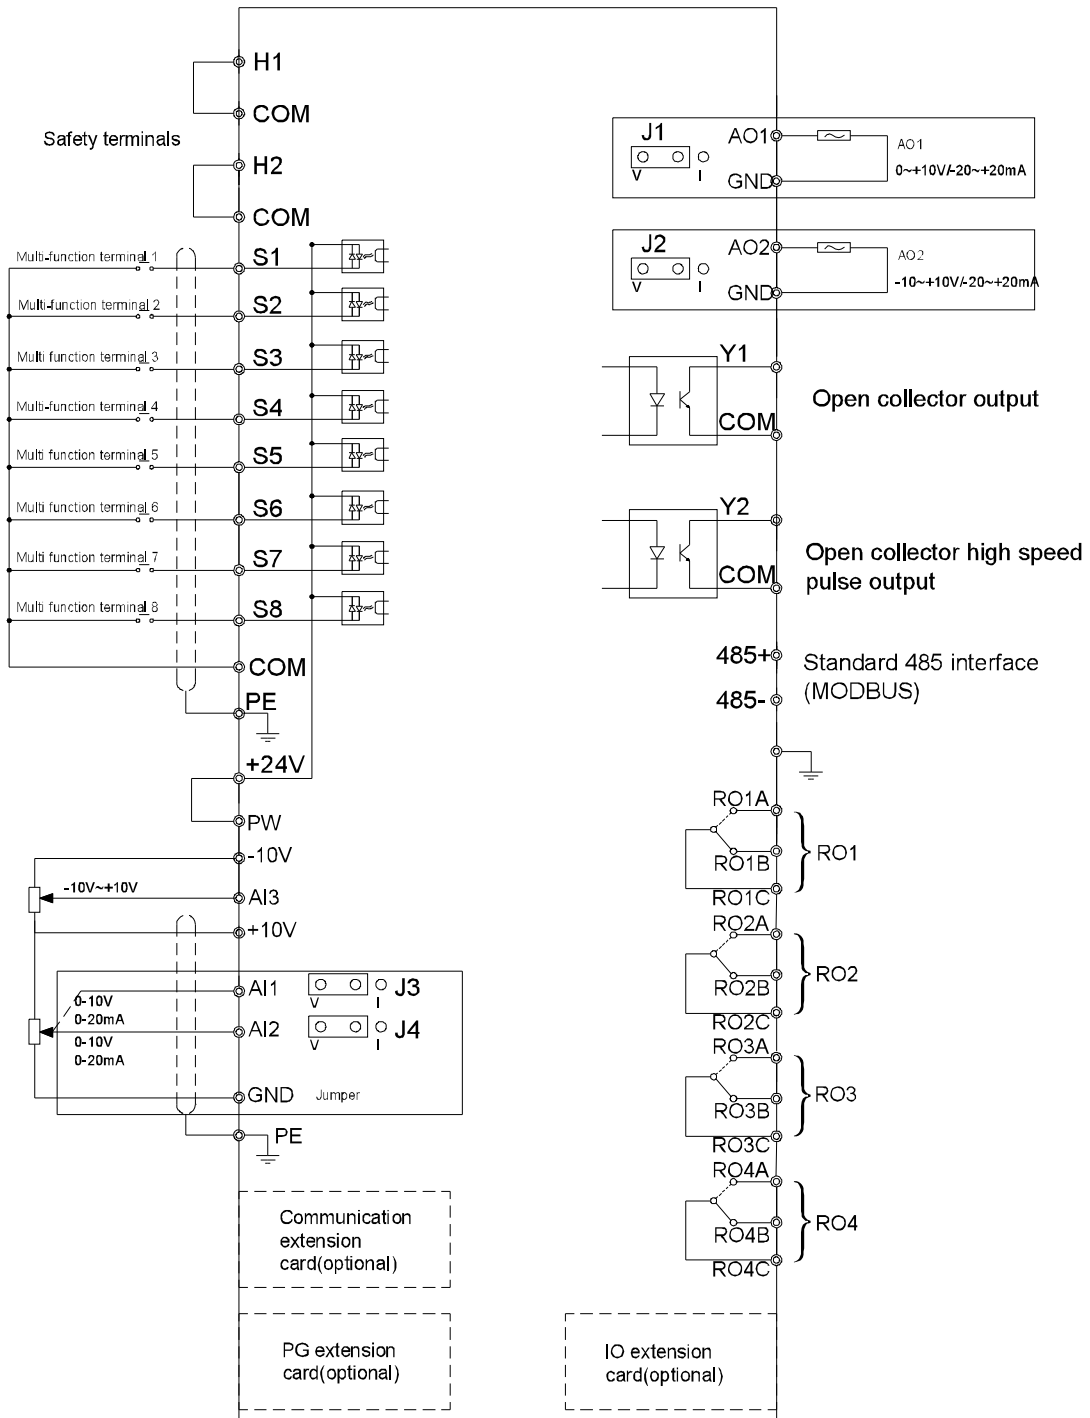 H1
COM
Safety terminals
H2
COM
Multi-function terminal 1
S1
Multi-function terminal 2
S2
Multi function terminal 3
S3
Multi-function terminal 4
S4
Multi function terminal 5
S5
Multi function terminal 6
S6
Multi function terminal 7
S7
Multi function terminal 8
S8
COM
PE
+24V
PW
-10V
-10V~+10V
AI3
+10V
AI1
J3
V
I
0-10V
0-20mA
AI2
J4
V
I
0-10V
0-20mA
GND
Jumper
PE
Communication
extension
card(optional)
PG extension
card(optional)
J1
V
I
AO1
AO1
0~+10V/-20~+20mA
GND
J2
V
I
AO2
AO2
-10~+10V/-20~+20mA
GND
Y1
COM
Open collector output
Y2
COM
Open collector high speed
pulse output
485+
485-
Standard 485 interface
(MODBUS)
RO1A
RO1B
RO1C
RO1
RO2A
RO2B
RO2C
RO2
RO3A
RO3B
RO3C
RO3
RO4A
RO4B
RO4C
RO4
IO extension
card(optional)